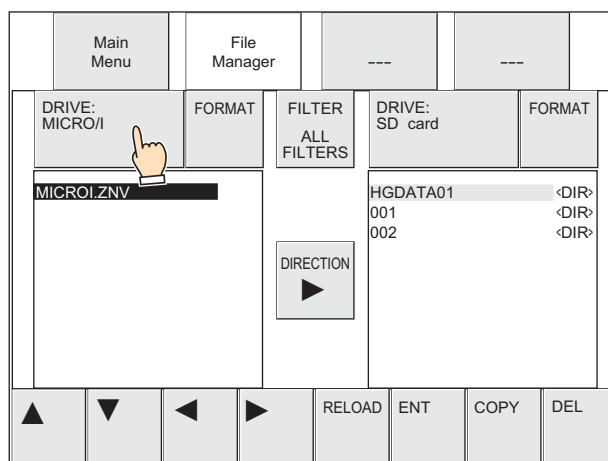 Main
Menu
File
Manager
---
---
DRIVE:
MICRO/I
FORMAT
FILTER
ALL
FILTERS
DRIVE:
SD card
FORMAT
MICROI.ZNV
HGDATA01 <DIR>
001 <DIR>
002 <DIR>
DIRECTION
▶
▲ ▼ ◀ ▶ RELOAD ENT COPY DEL